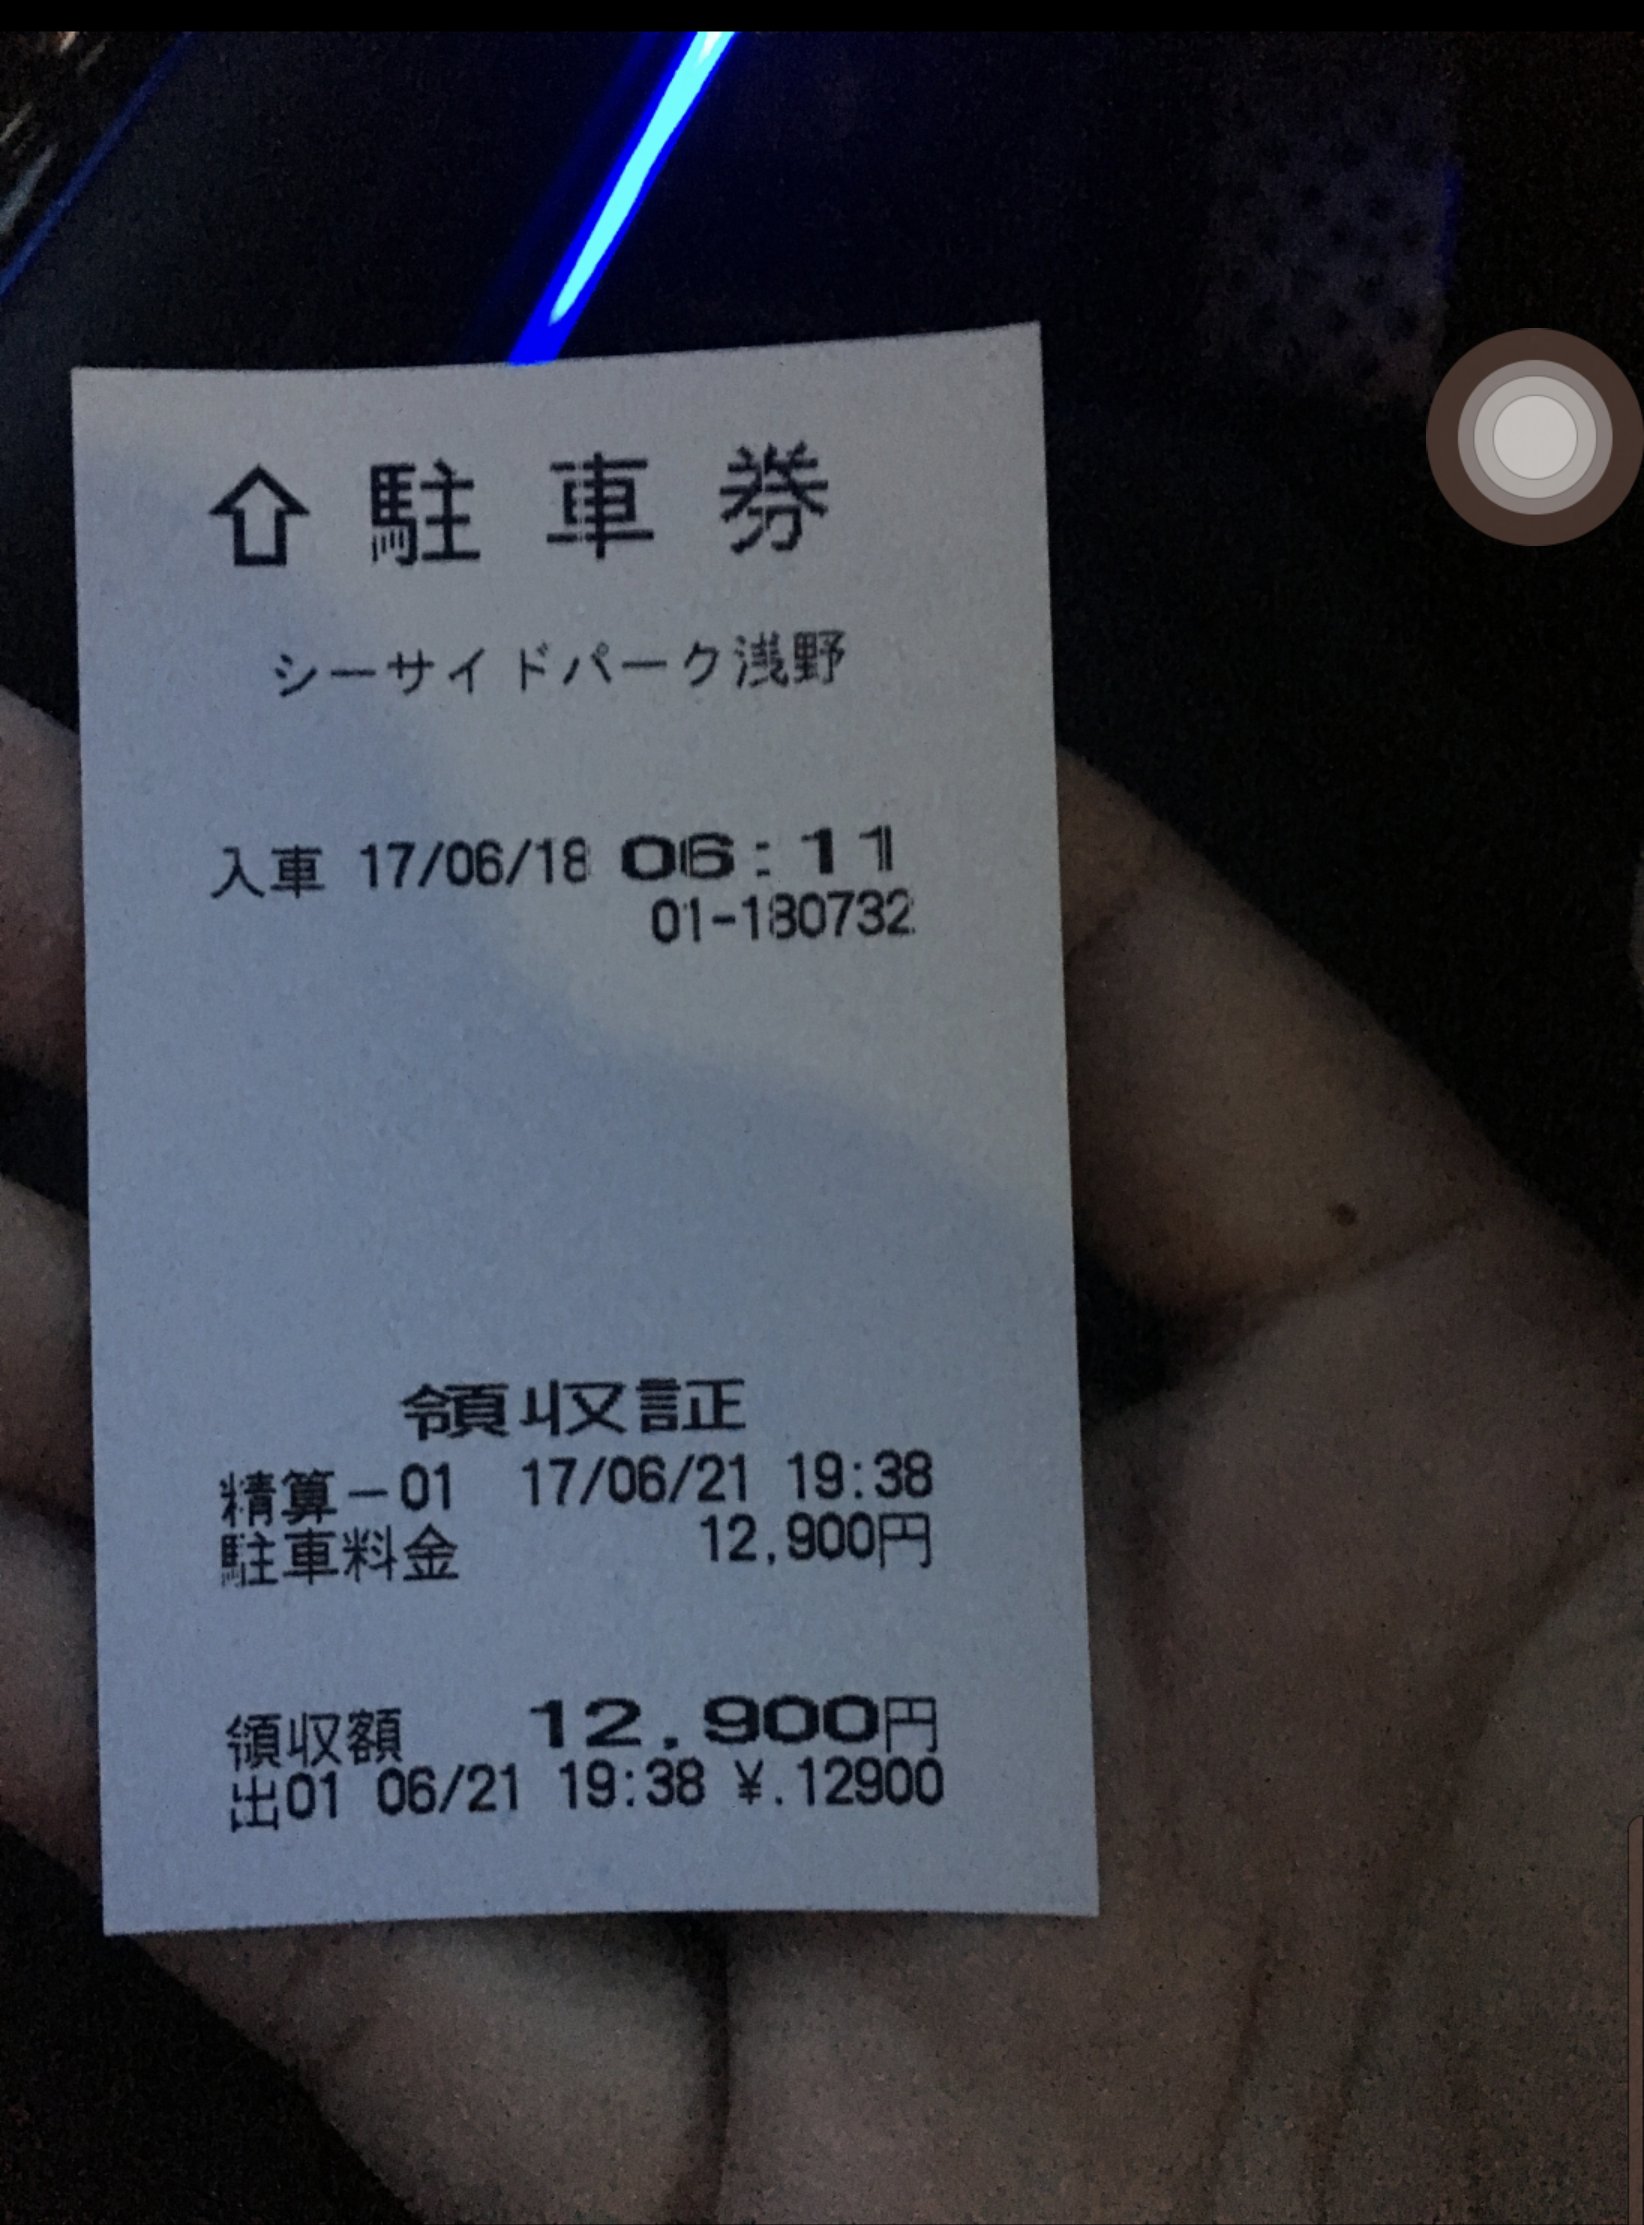 ⇧ 駐車券
シーサイドパーク浅野
入車 17/06/18 06:11
01-180732
領収証
精算-01 17/06/21 19:38
駐車料金 12,900円
領収額 12,900円
出01 06/21 19:38 ¥.12900